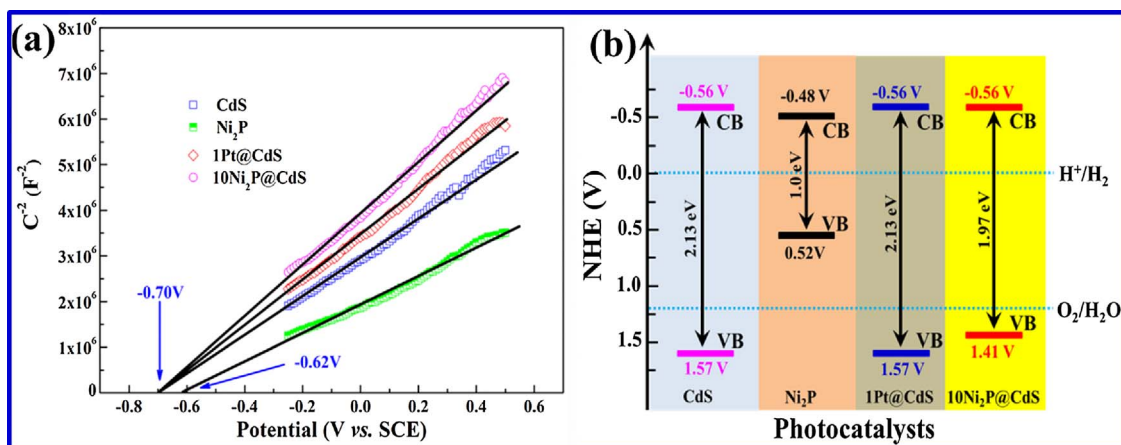 (a)
8x10⁶
7x10⁶
6x10⁶
5x10⁶
4x10⁶
3x10⁶
2x10⁶
1x10⁶
0
C⁻² (F⁻²)
CdS
Ni₂P
1Pt@CdS
10Ni₂P@CdS
-0.70V
-0.62V
-0.8 -0.6 -0.4 -0.2 0.0 0.2 0.4 0.6
Potential (V vs. SCE)
(b)
NHE (V)
-0.5
0.0
0.5
1.0
1.5
-0.56 V -0.48 V -0.56 V -0.56 V
CB CB CB CB
H⁺/H₂
2.13 eV 1.0 eV 2.13 eV 1.97 eV
VB
0.52V
O₂/H₂O
VB VB VB
1.57 V 1.57 V 1.41 V
CdS Ni₂P 1Pt@CdS 10Ni₂P@CdS
Photocatalysts